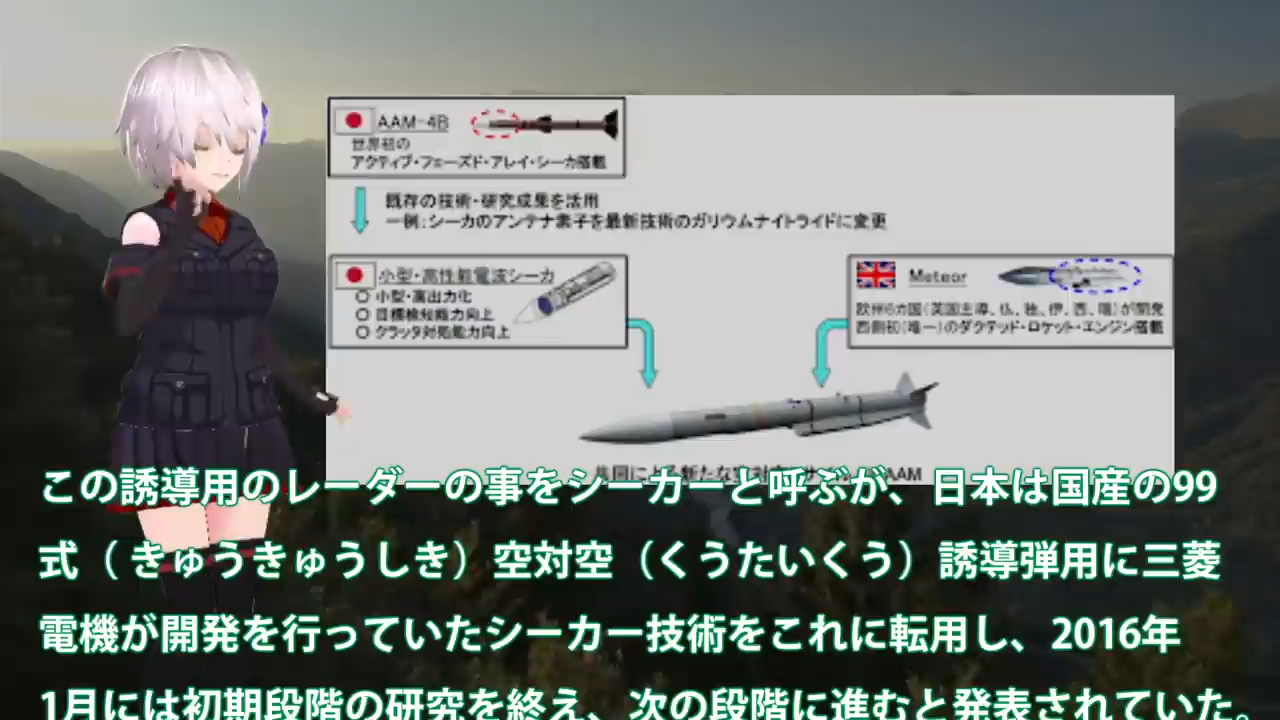 AAM-4B
世界初の
アクティブ・フェーズド・アレイ・シーカ搭載
既存の技術・研究成果を活用
一例:シーカのアンテナ素子を最新技術のガリウムナイトライドに変更
小型・高性能電波シーカ
○ 小型・高出力化
○ 目標検知能力向上
○ クラッタ対処能力向上
Meteor
欧州6カ国(英国主導、仏、独、伊、西、瑞)が開発
西側初(唯一)のダクテッド・ロケット・エンジン搭載
AAM
この誘導用のレーダーの事をシーカーと呼ぶが、日本は国産の99
式（きゅうきゅうしき）空対空（くうたいくう）誘導弾用に三菱
電機が開発を行っていたシーカー技術をこれに転用し、2016年
1月には初期段階の研究を終え、次の段階に進むと発表されていた。